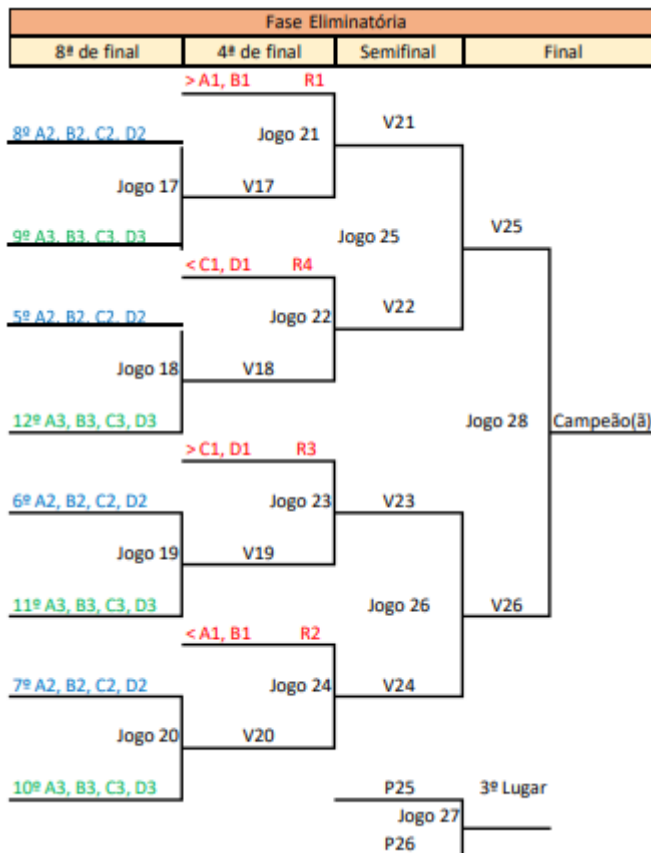 Fase Eliminatória
8ª de final 4ª de final Semifinal Final
> A1, B1 R1
8º A2, B2, C2, D2
Jogo 21
V21
Jogo 17
V17
9º A3, B3, C3, D3
Jogo 25
V25
< C1, D1 R4
5º A2, B2, C2, D2
Jogo 22
V22
Jogo 18
V18
12º A3, B3, C3, D3
Jogo 28
Campeão(ã)
> C1, D1 R3
6º A2, B2, C2, D2
Jogo 23
V23
Jogo 19
V19
11º A3, B3, C3, D3
Jogo 26
V26
< A1, B1 R2
7º A2, B2, C2, D2
Jogo 24
V24
Jogo 20
V20
10º A3, B3, C3, D3
P25
3º Lugar
Jogo 27
P26